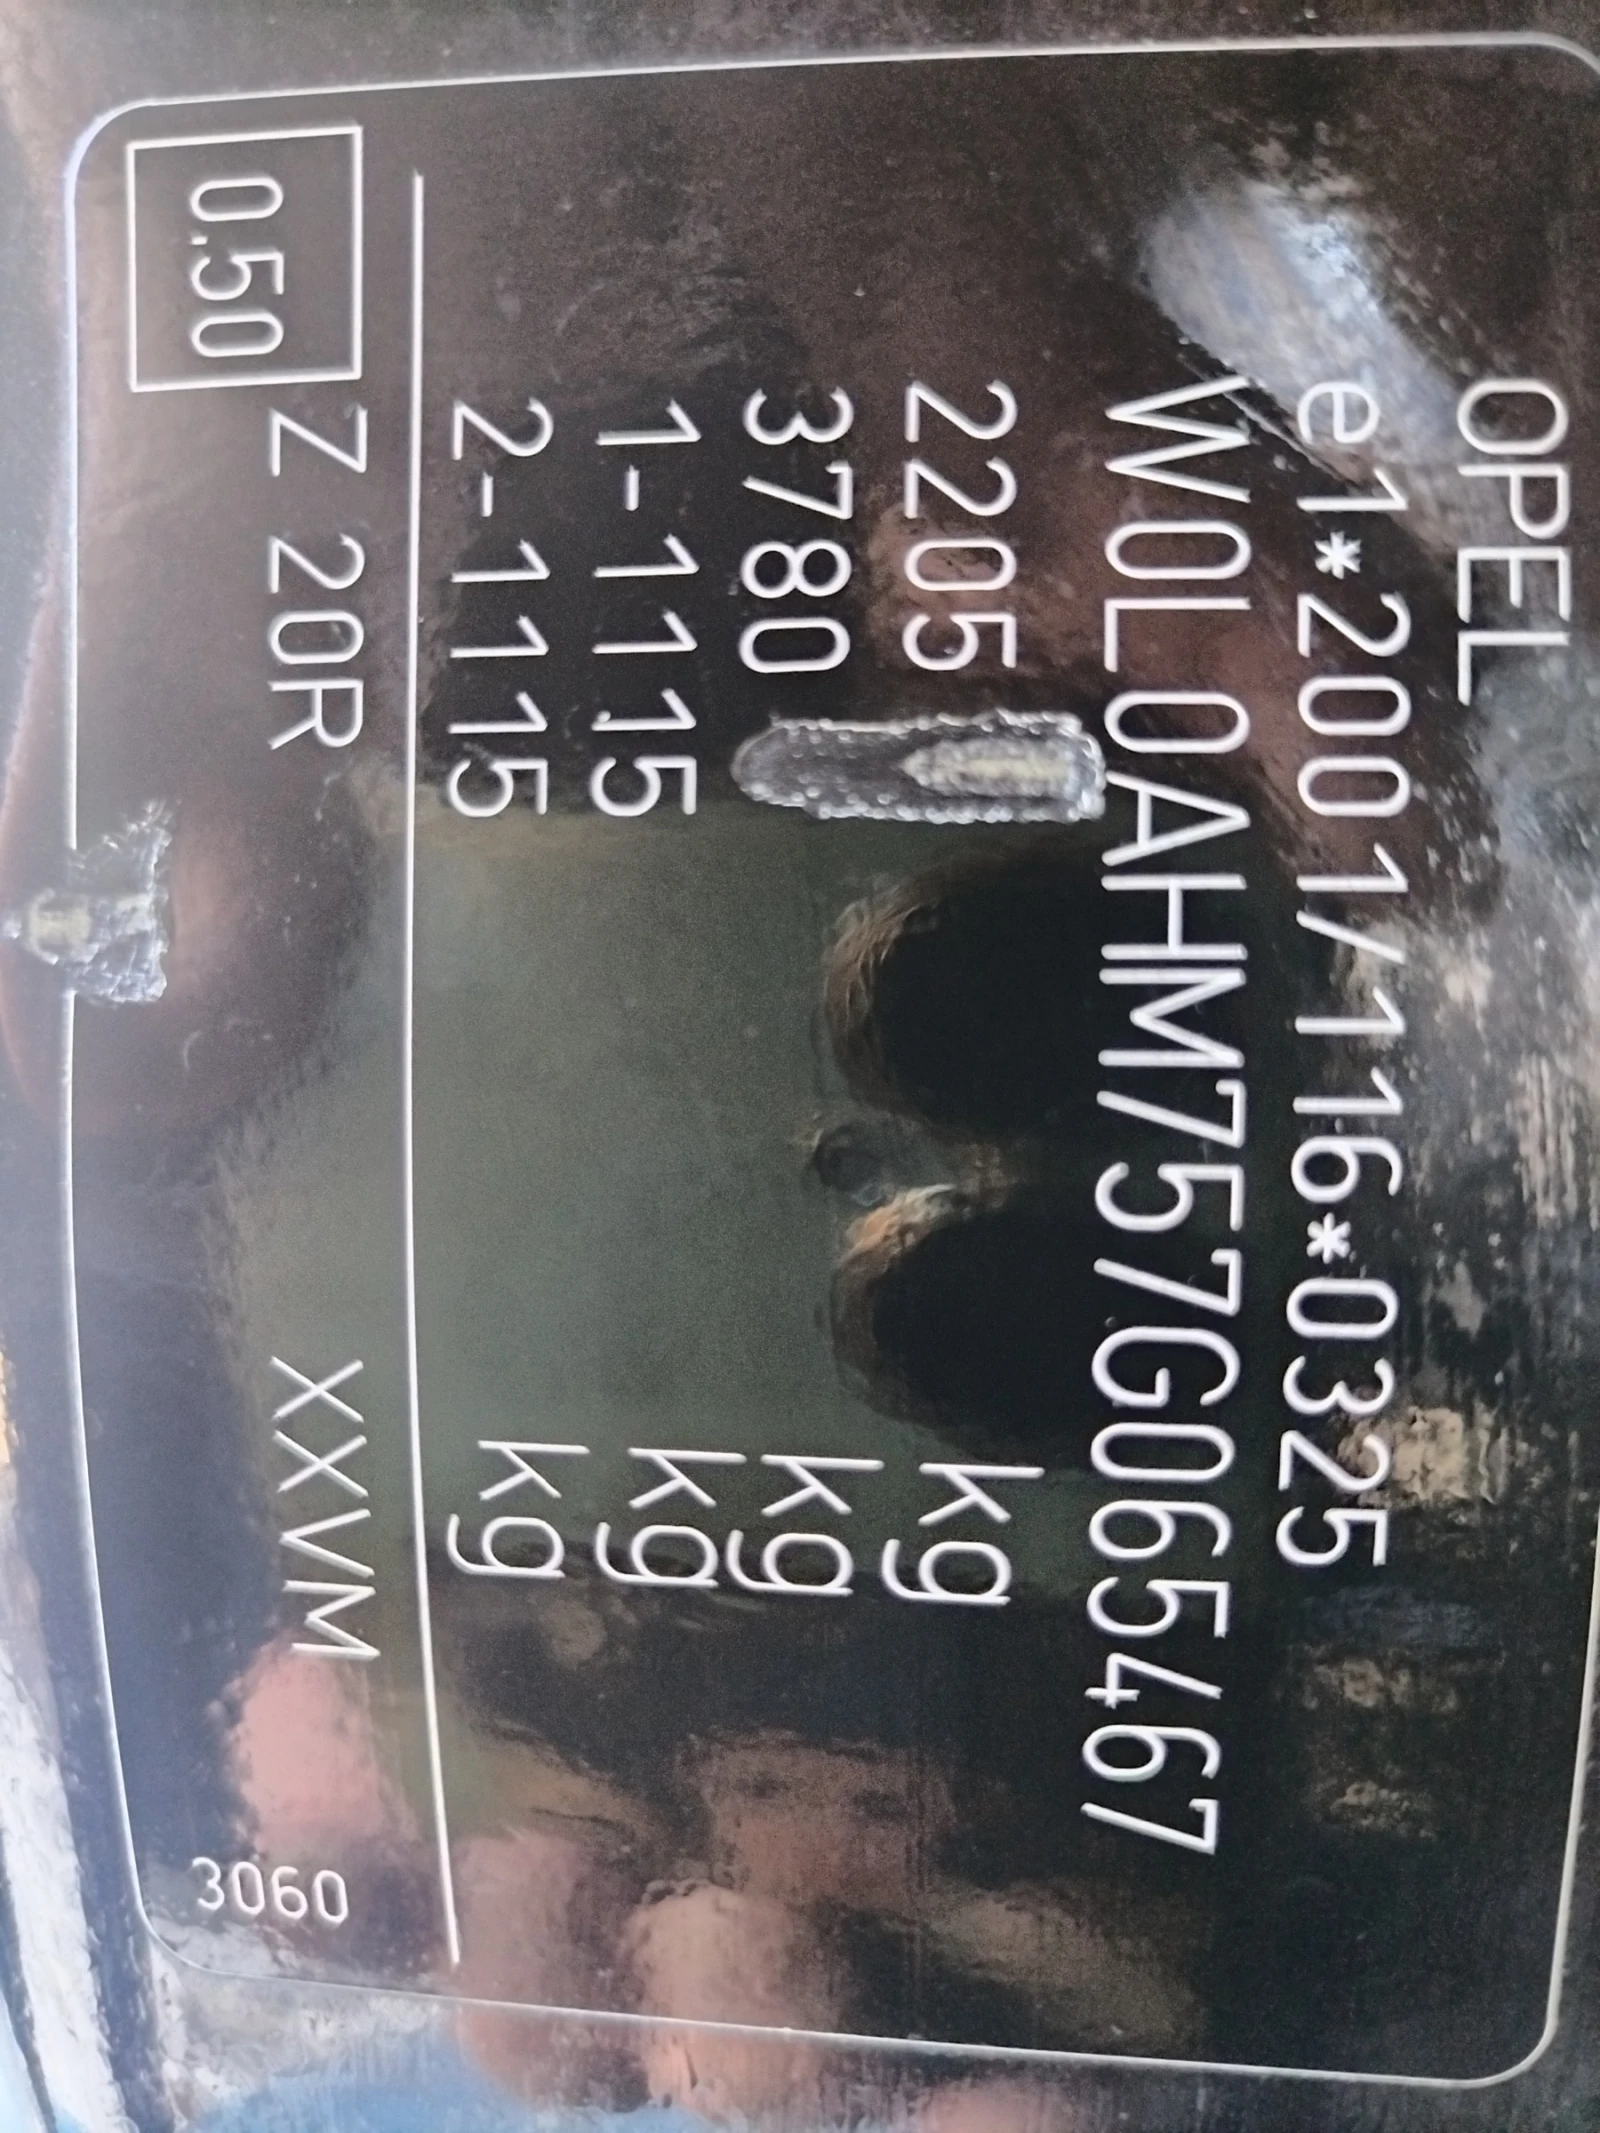 OPEL
e1*2001/116*0325
W0L0AHM757G065467
2205 kg
3780 kg
1-1115 kg
2-1115 kg
0.50 Z 20R XXVM 3060